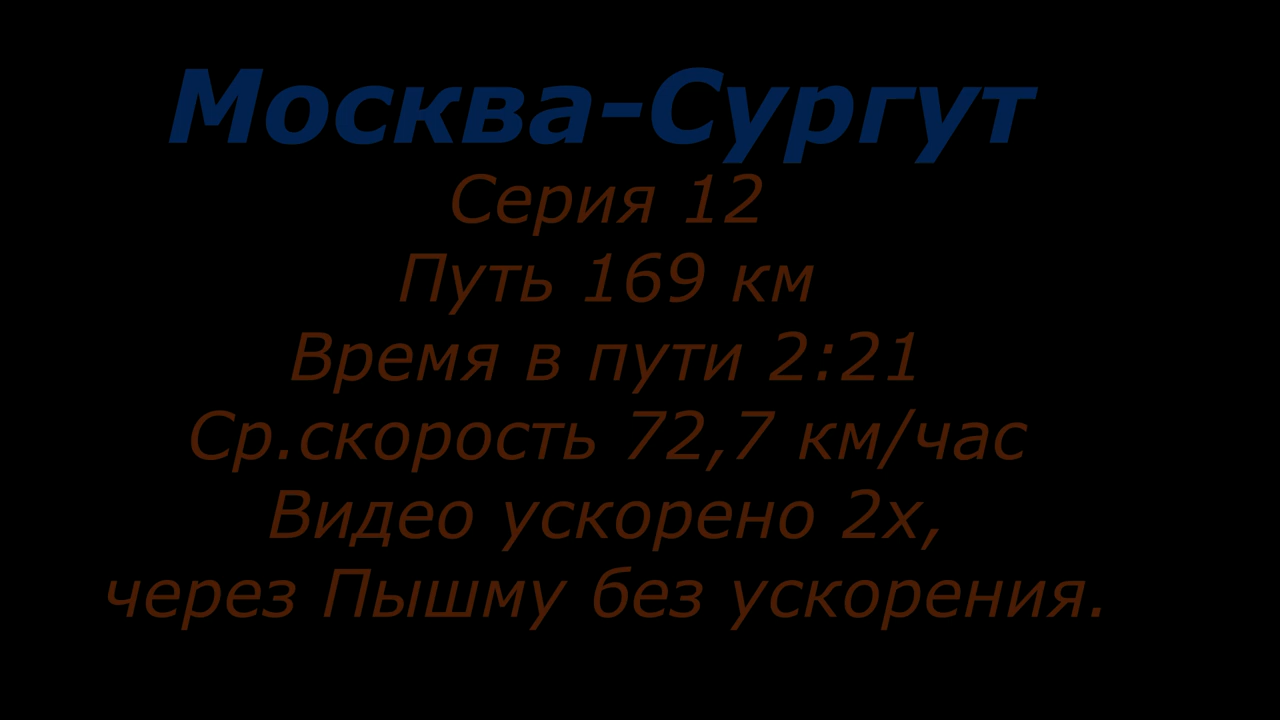 Москва-Сургут
Серия 12
Путь 169 км
Время в пути 2:21
Ср.скорость 72,7 км/час
Видео ускорено 2х,
через Пышму без ускорения.